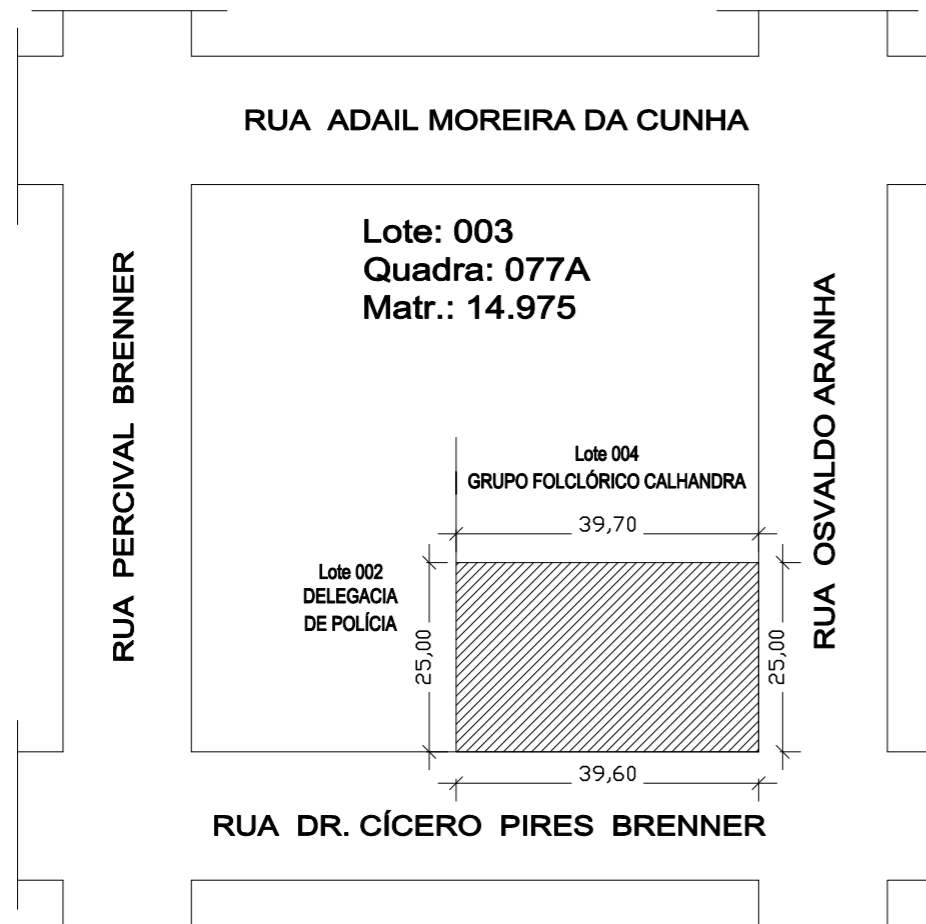 RUA ADAIL MOREIRA DA CUNHA
Lote: 003
Quadra: 077A
Matr.: 14.975
RUA PERCIVAL BRENNER
RUA OSVALDO ARANHA
Lote 004
GRUPO FOLCLÓRICO CALHANDRA
39,70
Lote 002
DELEGACIA
DE POLÍCIA
25,00
25,00
39,60
RUA DR. CÍCERO PIRES BRENNER